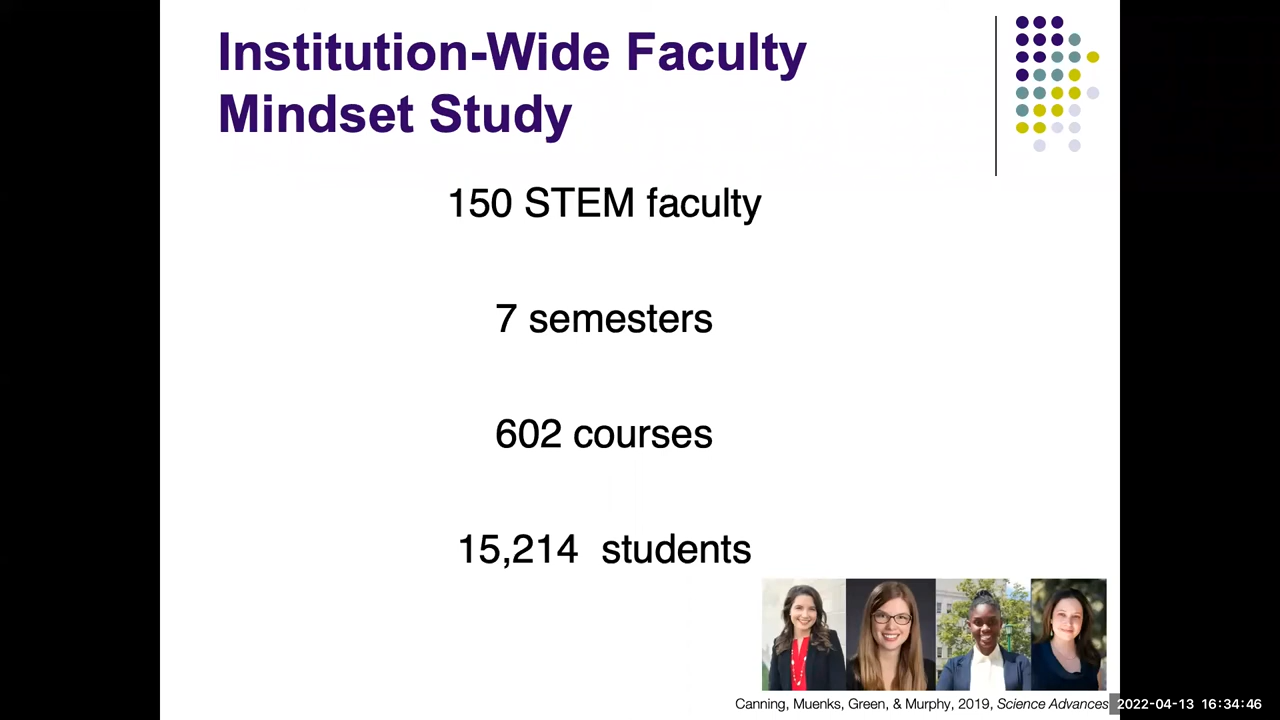 Institution-Wide Faculty
Mindset Study
150 STEM faculty
7 semesters
602 courses
15,214 students
Canning, Muenks, Green, & Murphy, 2019, Science Advances
2022-04-13 16:34:46